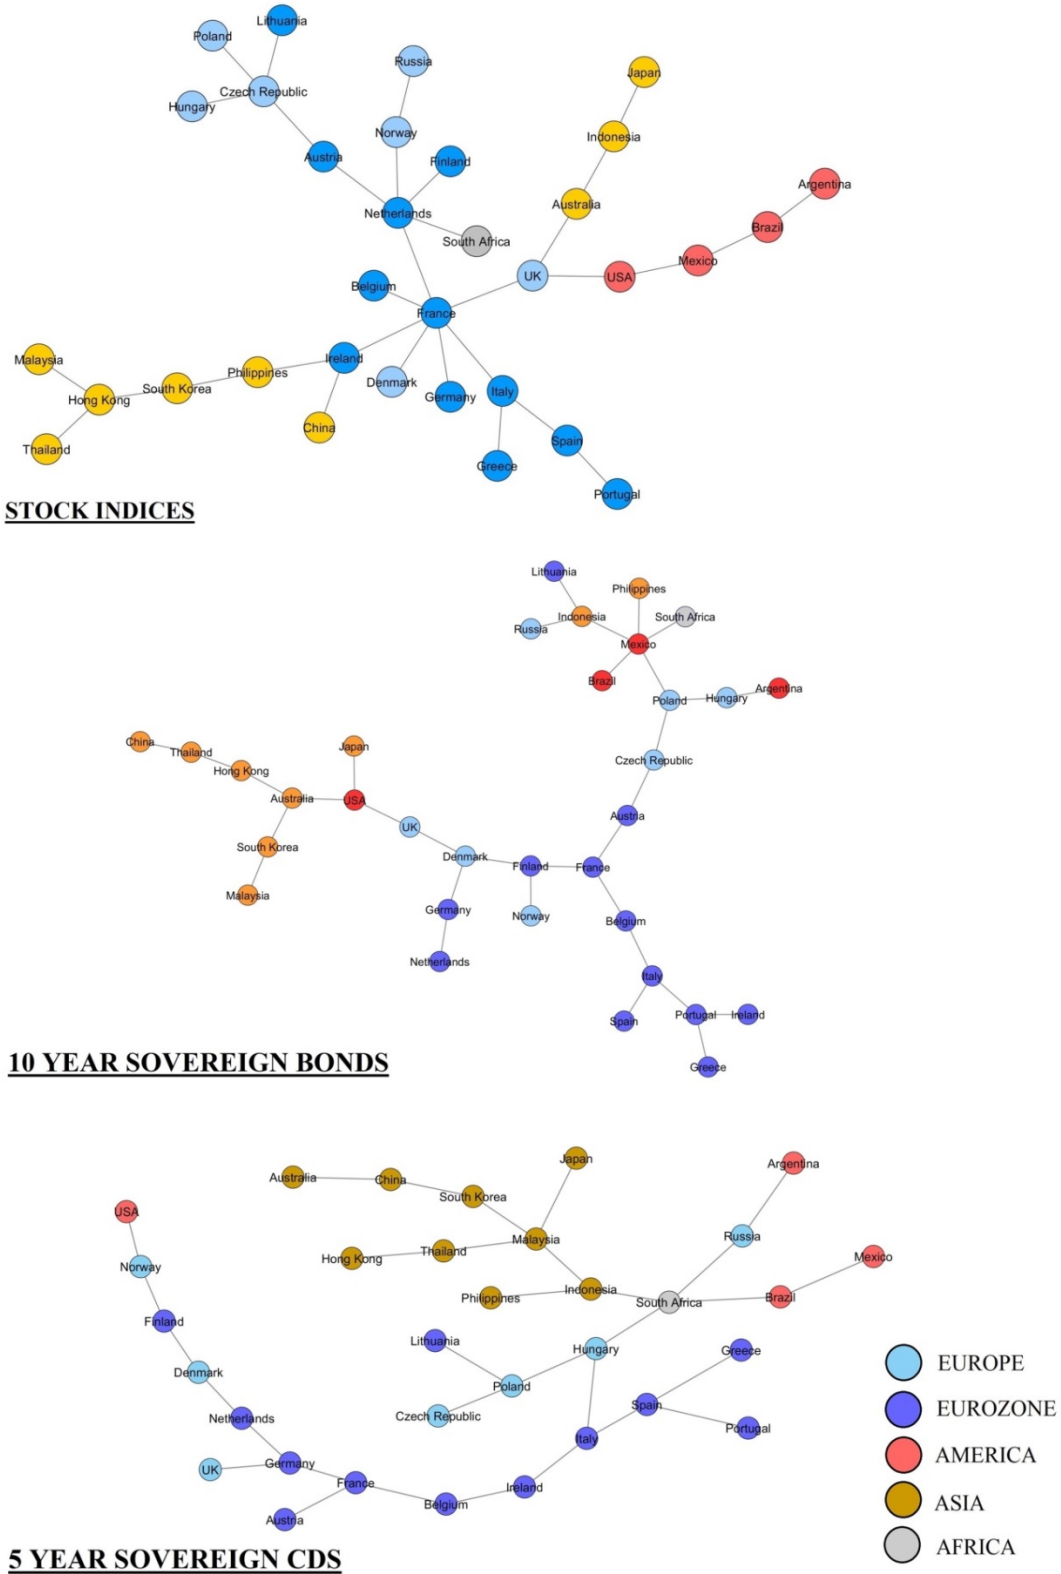 Lithuania
Poland
Russia
Japan
Czech Republic
Hungary
Norway
Indonesia
Austria
Finland
Argentina
Australia
Netherlands
Brazil
South Africa
Mexico
UK
USA
Belgium
France
Malaysia
Ireland
Philippines
Denmark
South Korea
Italy
Germany
Hong Kong
China
Spain
Thailand
Greece
Portugal
STOCK INDICES
Lithuania
Philippines
Indonesia
South Africa
Russia
Mexico
Brazil
Argentina
Poland
Hungary
China
Japan
Thailand
Czech Republic
Hong Kong
Australia
USA
Austria
UK
South Korea
Denmark
Finland
France
Malaysia
Germany
Norway
Belgium
Netherlands
Italy
Spain
Portugal
Ireland
Greece
10 YEAR SOVEREIGN BONDS
Japan
Argentina
Australia
China
South Korea
USA
Russia
Malaysia
Thailand
Hong Kong
Mexico
Norway
Indonesia
Philippines
South Africa
Brazil
Finland
Lithuania
Hungary
Greece
Denmark
Poland
Spain
Netherlands
Czech Republic
Portugal
Italy
Germany
UK
France
Ireland
Belgium
Austria
5 YEAR SOVEREIGN CDS
EUROPE
EUROZONE
AMERICA
ASIA
AFRICA